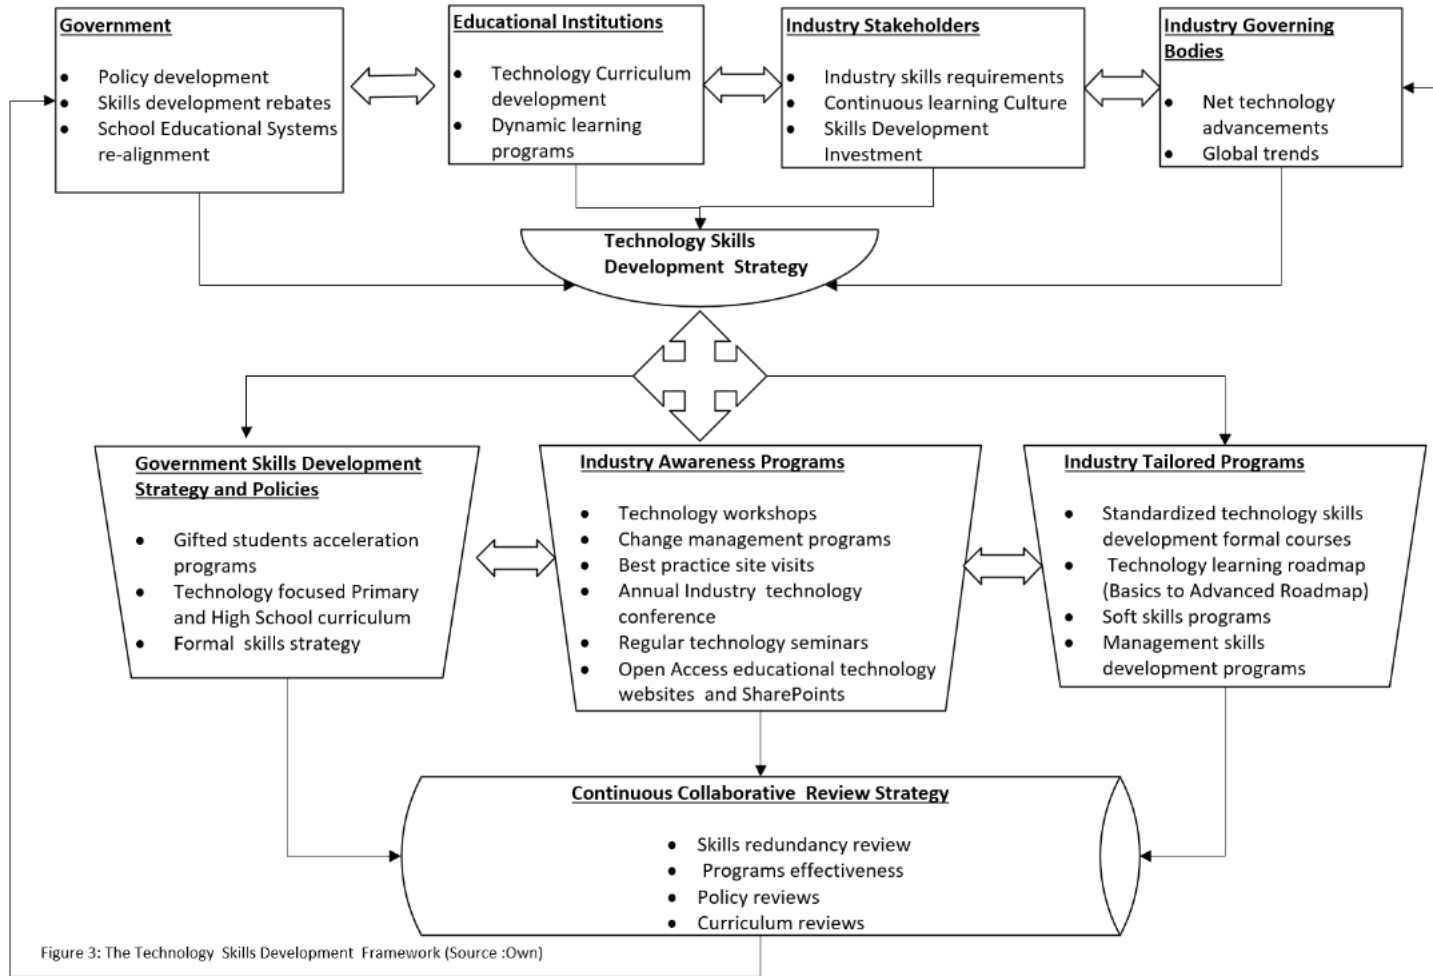 Government
● Policy development
● Skills development rebates
● School Educational Systems
re-alignment
Educational Institutions
● Technology Curriculum
development
● Dynamic learning
programs
Industry Stakeholders
● Industry skills requirements
● Continuous learning Culture
● Skills Development
Investment
Industry Governing
Bodies
● Net technology
advancements
● Global trends
Technology Skills
Development Strategy
Government Skills Development
Strategy and Policies
● Gifted students acceleration
programs
● Technology focused Primary
and High School curriculum
● Formal skills strategy
Industry Awareness Programs
● Technology workshops
● Change management programs
● Best practice site visits
● Annual Industry technology
conference
● Regular technology seminars
● Open Access educational technology
websites and SharePoints
Industry Tailored Programs
● Standardized technology skills
development formal courses
● Technology learning roadmap
(Basics to Advanced Roadmap)
● Soft skills programs
● Management skills
development programs
Continuous Collaborative Review Strategy
● Skills redundancy review
● Programs effectiveness
● Policy reviews
● Curriculum reviews
Figure 3: The Technology Skills Development Framework (Source :Own)